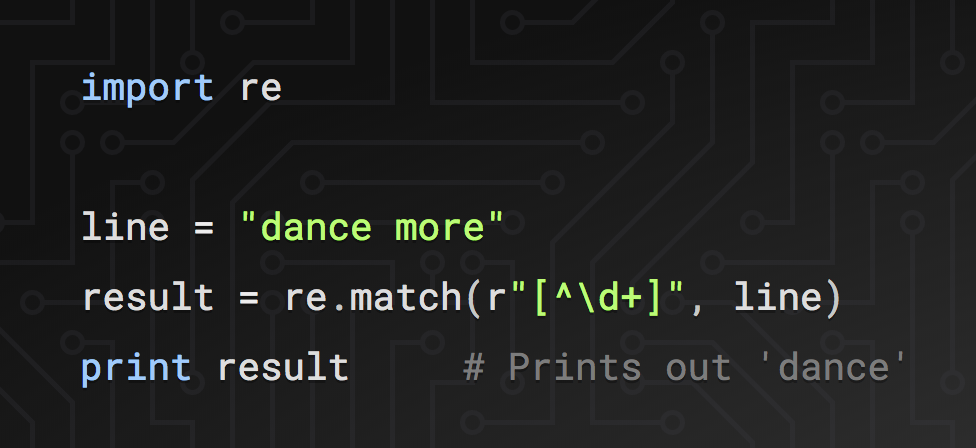 import re
line = "dance more"
result = re.match(r"[^\d+]", line)
print result # Prints out 'dance'